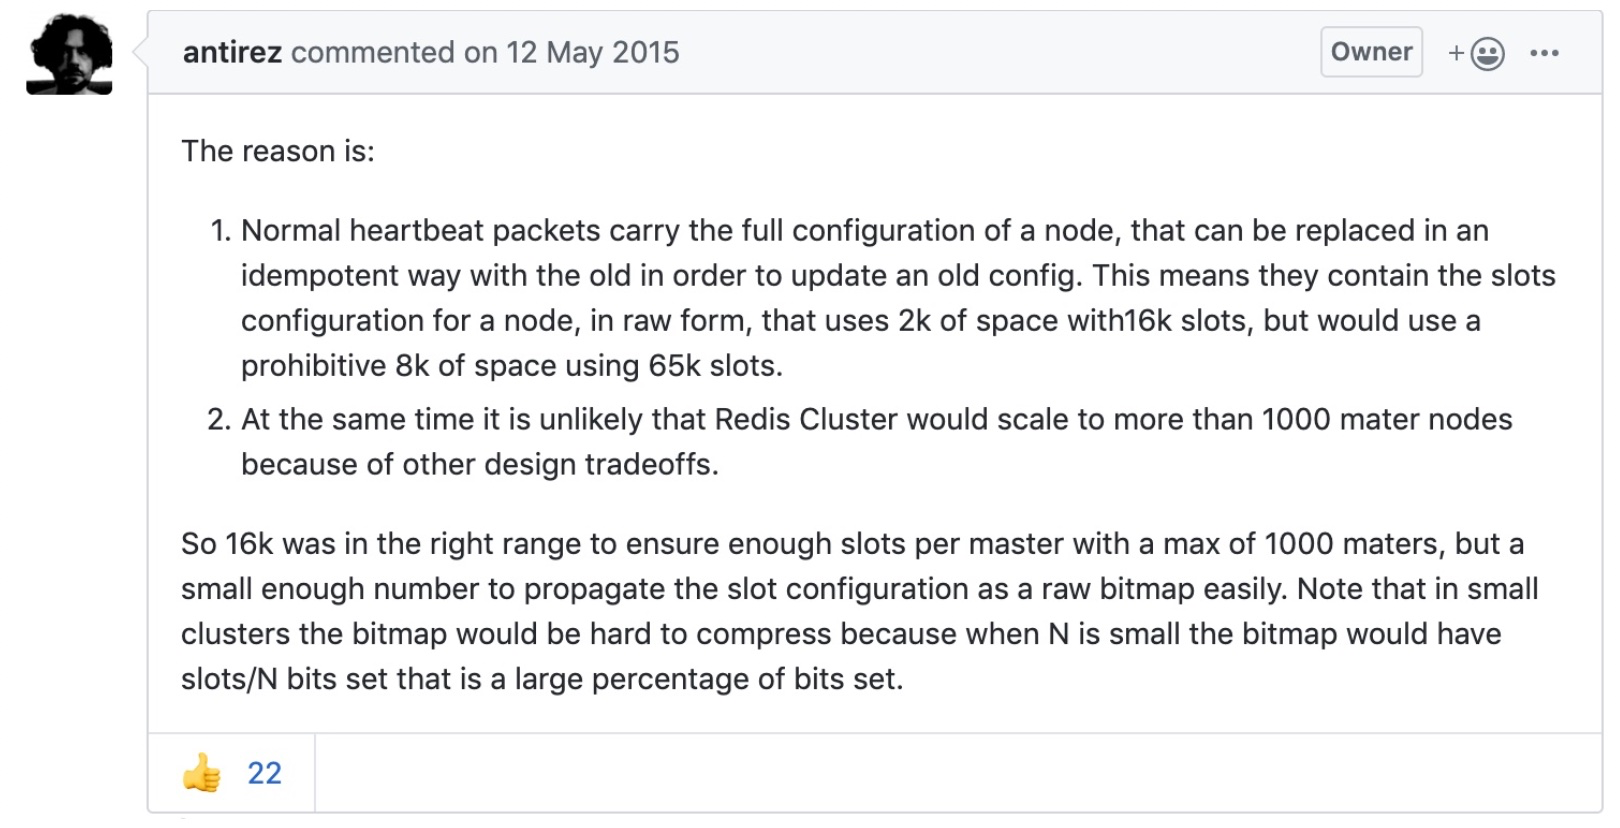 antirez commented on 12 May 2015 Owner
The reason is:
1. Normal heartbeat packets carry the full configuration of a node, that can be replaced in an
idempotent way with the old in order to update an old config. This means they contain the slots
configuration for a node, in raw form, that uses 2k of space with16k slots, but would use a
prohibitive 8k of space using 65k slots.
2. At the same time it is unlikely that Redis Cluster would scale to more than 1000 mater nodes
because of other design tradeoffs.
So 16k was in the right range to ensure enough slots per master with a max of 1000 maters, but a
small enough number to propagate the slot configuration as a raw bitmap easily. Note that in small
clusters the bitmap would be hard to compress because when N is small the bitmap would have
slots/N bits set that is a large percentage of bits set.
22